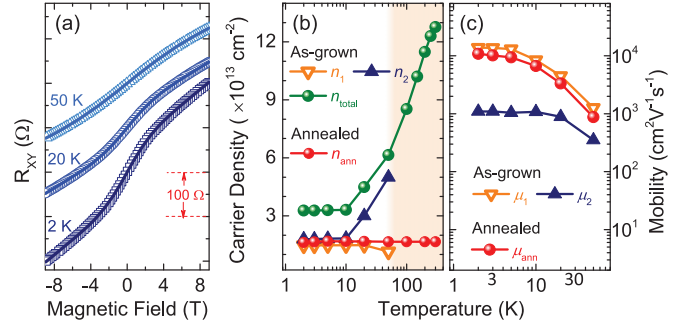 (a)
R_XY (Ω)
50 K
20 K
2 K
100 Ω
-8 -4 0 4 8
Magnetic Field (T)
(b)
Carrier Density ( ×10^13 cm^-2)
12
9
6
3
As-grown
n_1 n_2
n_total
Annealed
n_ann
1 10 100
(c)
As-grown
μ_1 μ_2
Annealed
μ_ann
1 3 10 30
Temperature (K)
10^4
10^3
10^2
10^1
Mobility (cm^2V^-1s^-1)